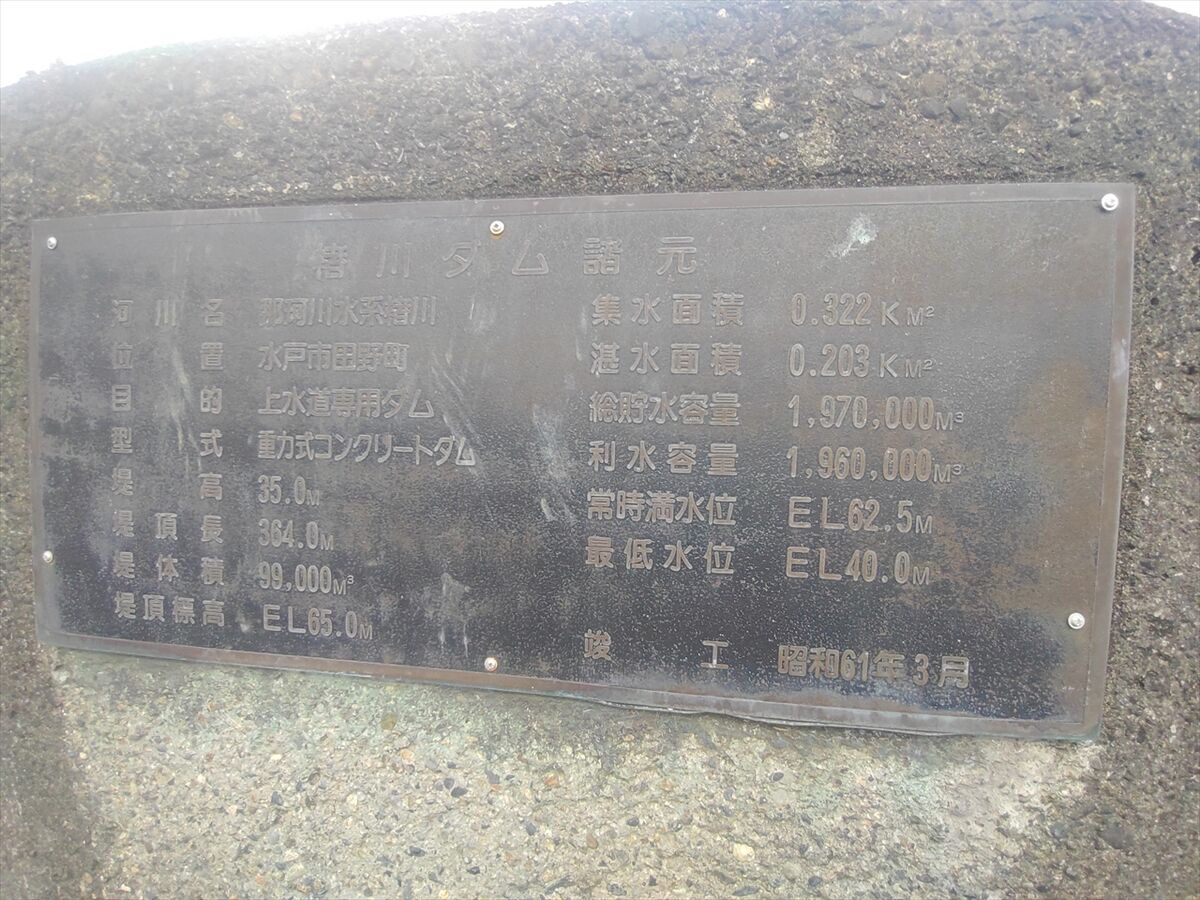 楮川ダム諸元
河川名 那珂川水系楮川
位置 水戸市田野町
目的 上水道専用ダム
型式 重力式コンクリートダム
堤高 35.0M
堤頂長 364.0M
堤体積 99,000M³
堤頂標高 EL65.0M
集水面積 0.322KM²
湛水面積 0.203KM²
総貯水容量 1,970,000M³
利水容量 1,960,000M³
常時満水位 EL62.5M
最低水位 EL40.0M
竣工 昭和61年3月